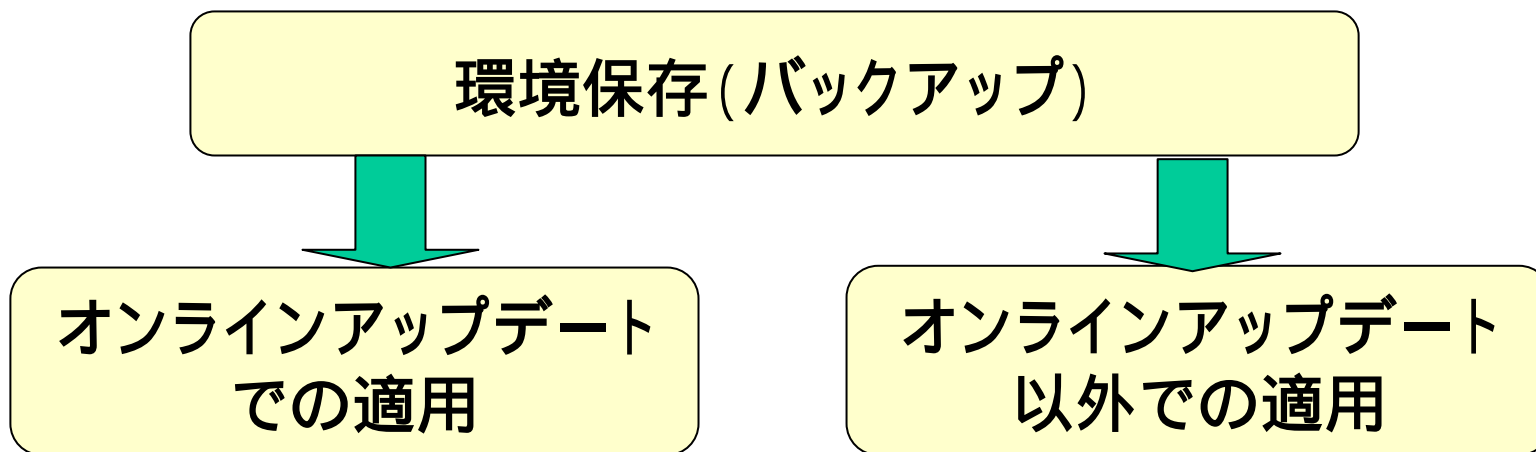 環境保存(バックアップ)
オンラインアップデート
での適用
オンラインアップデート
以外での適用